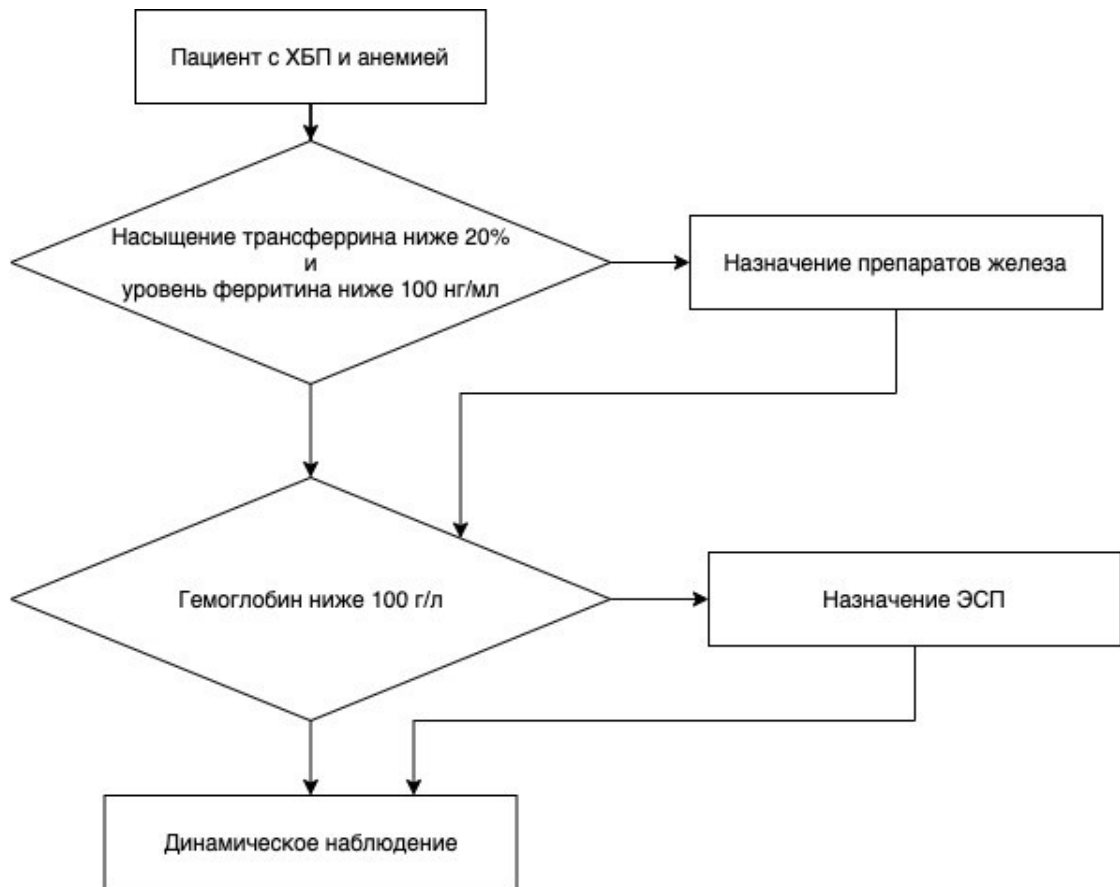 Пациент с ХБП и анемией
Насыщение трансферрина ниже 20%
и
уровень ферритина ниже 100 нг/мл
Назначение препаратов железа
Гемоглобин ниже 100 г/л
Назначение ЭСП
Динамическое наблюдение